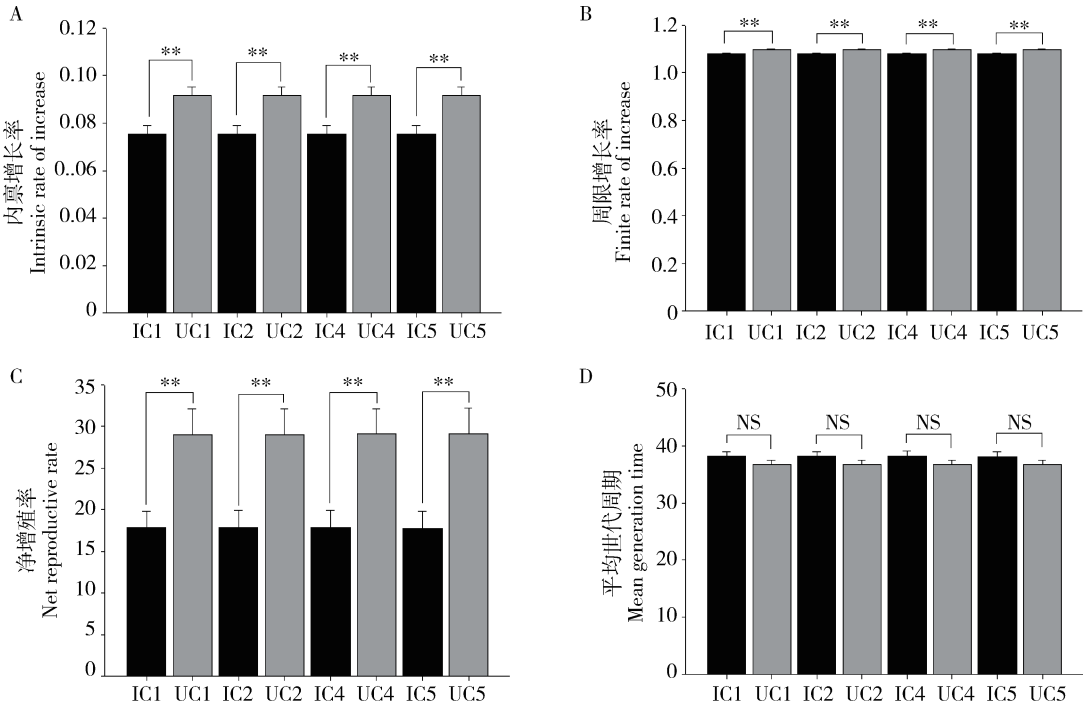 A
0.12
0.10
0.08
0.06
0.04
0.02
0
内禀增长率
Intrinsic rate of increase
** ** ** **
IC1 UC1 IC2 UC2 IC4 UC4 IC5 UC5
B
1.2
1.0
0.8
0.6
0.4
0.2
0
周限增长率
Finite rate of increase
** ** ** **
IC1 UC1 IC2 UC2 IC4 UC4 IC5 UC5
C
35
30
25
20
15
10
5
0
净增殖率
Net reproductive rate
** ** ** **
IC1 UC1 IC2 UC2 IC4 UC4 IC5 UC5
D
50
40
30
20
10
0
平均世代周期
Mean generation time
NS NS NS NS
IC1 UC1 IC2 UC2 IC4 UC4 IC5 UC5